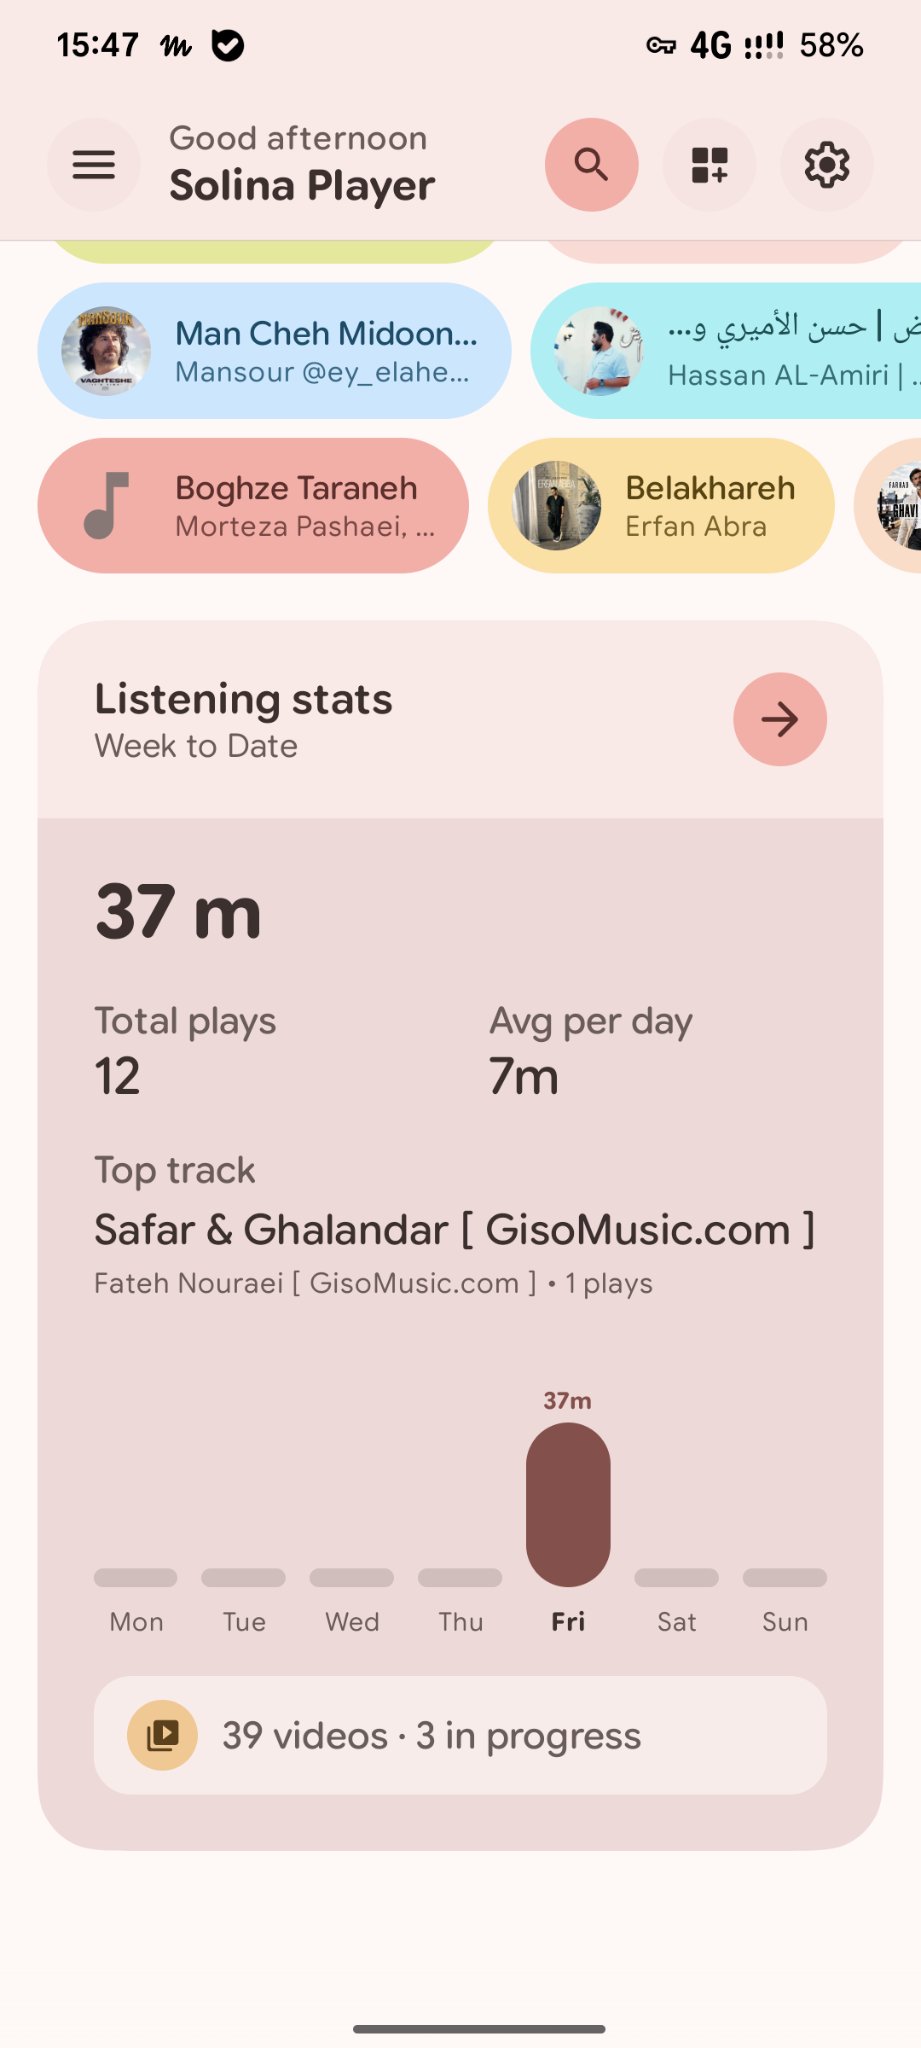 15:47
4G
58%
Good afternoon
Solina Player
Man Cheh Midoon...
Mansour @ey_elahe...
ض | حسن الأميري و...
Hassan AL-Amiri | ..
VAGHTESHE
Boghze Taraneh
Morteza Pashaei, ...
Belakhareh
Erfan Abra
FARHAD
GHAVI
Listening stats
Week to Date
37 m
Total plays
Avg per day
12
7m
Top track
Safar & Ghalandar [ GisoMusic.com ]
Fateh Nouraei [ GisoMusic.com ] • 1 plays
37m
Mon Tue Wed Thu Fri Sat Sun
39 videos · 3 in progress